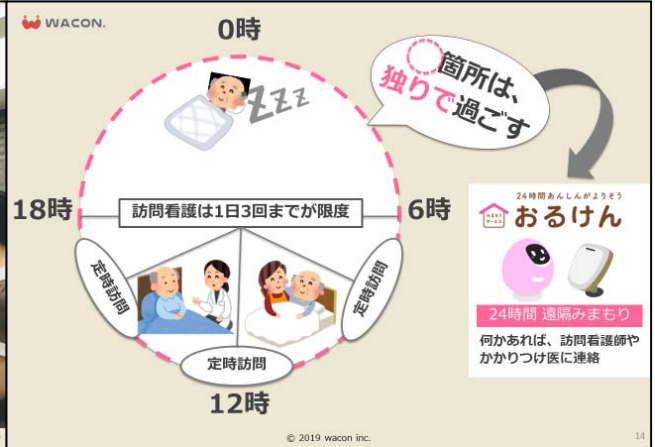 WACON.
0時
ZZZ
箇所は、
独りで過ごす
18時
訪問看護は1日3回までが限度
6時
24時間あんしんがよりそう
みまもり
サービス
おるけん
定時訪問
定時訪問
24時間 遠隔みまもり
何かあれば、訪問看護師や
かかりつけ医に連絡
定時訪問
12時
© 2019 wacon inc.
14